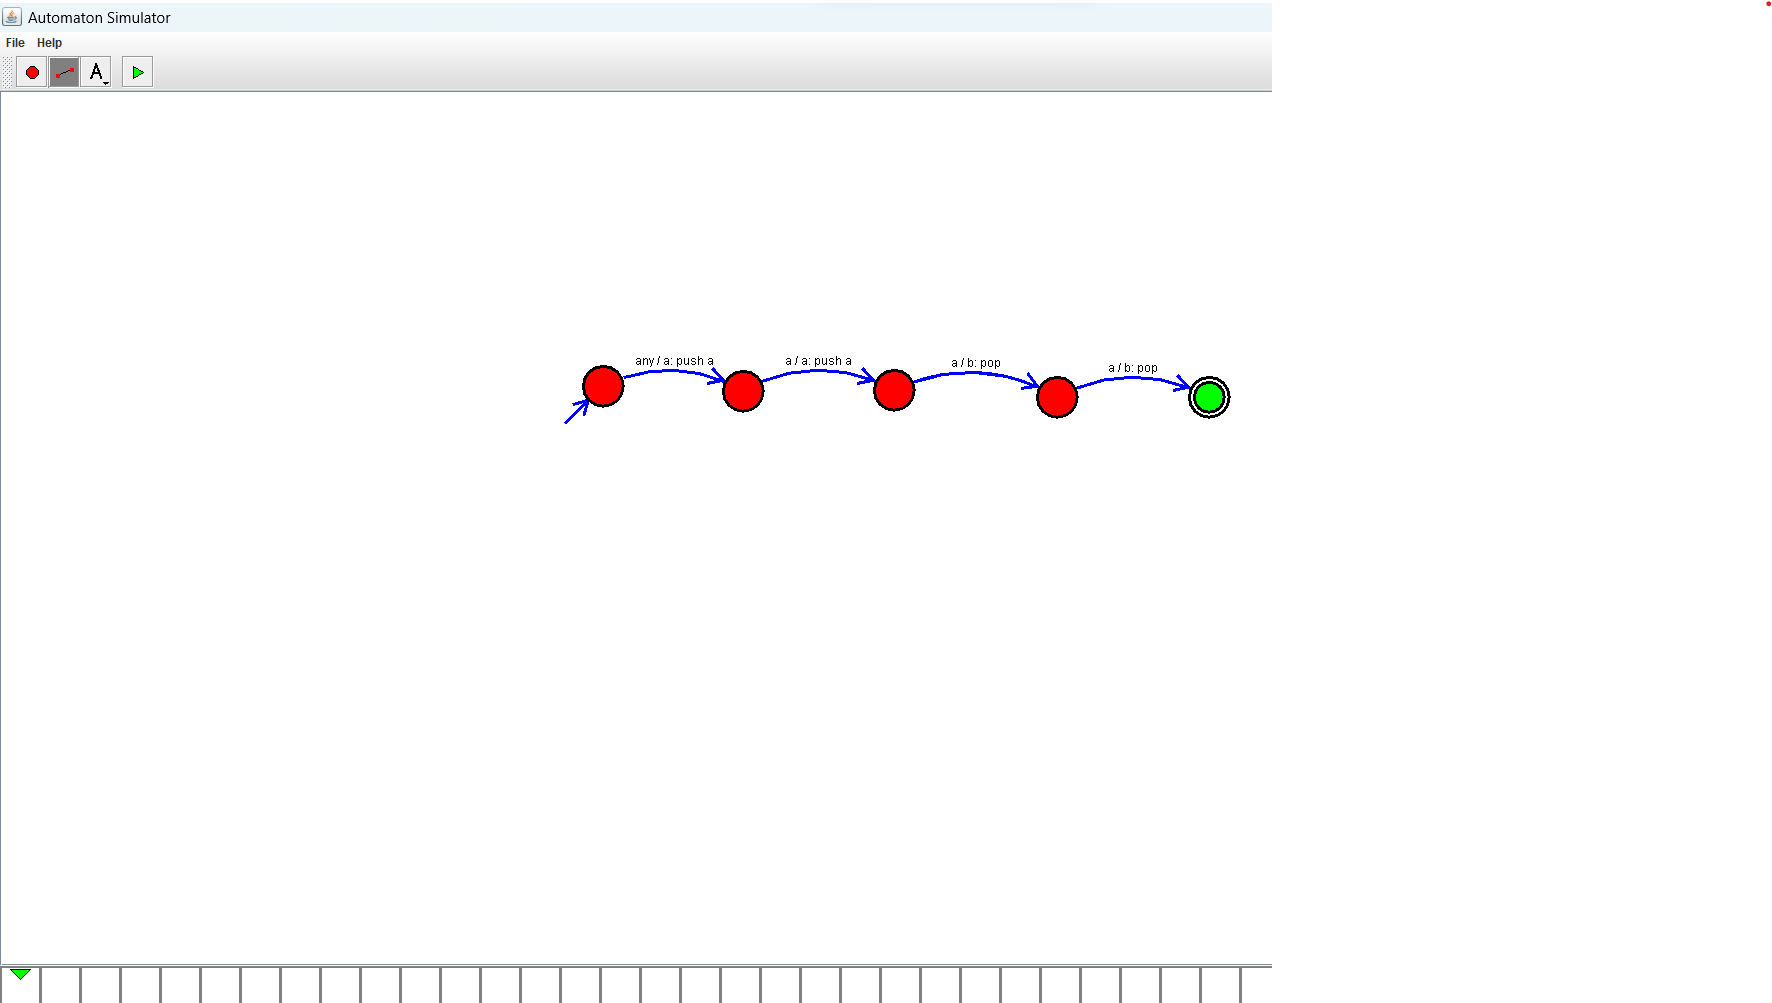 Automaton Simulator
File Help
A
any / a: push a
a / a: push a
a / b: pop
a / b: pop